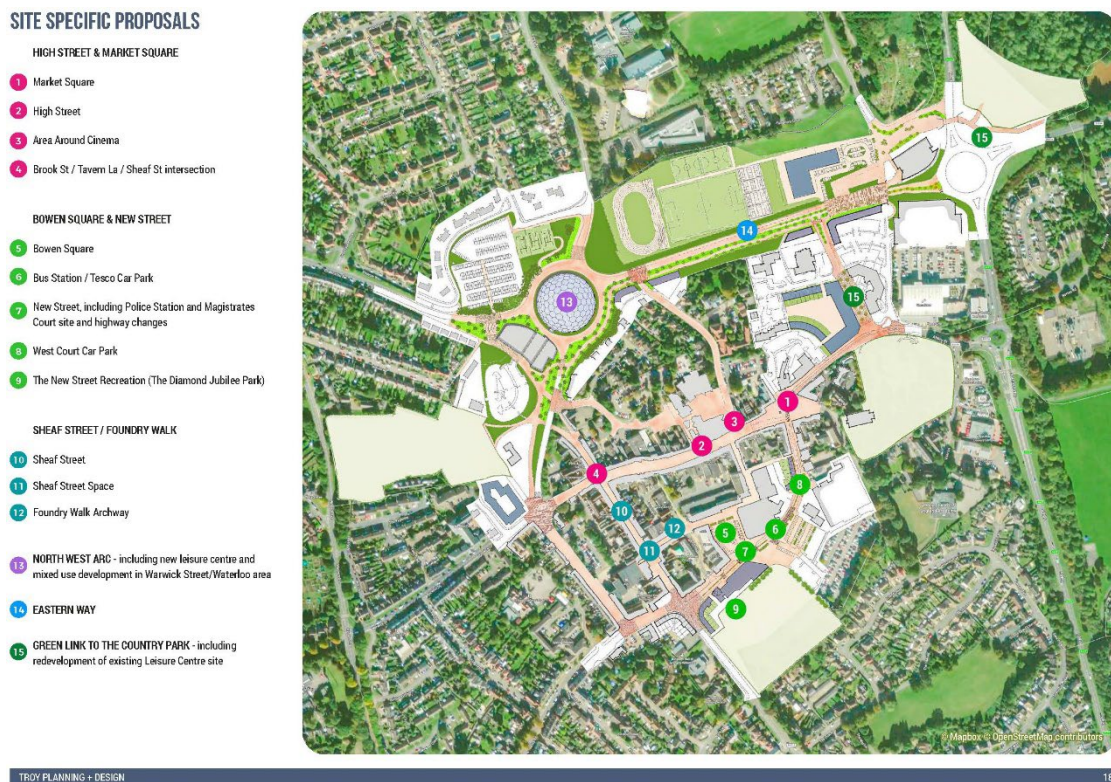 SITE SPECIFIC PROPOSALS
HIGH STREET & MARKET SQUARE
1 Market Square
2 High Street
3 Area Around Cinema
4 Brook St / Tavern La / Sheaf St intersection
BOWEN SQUARE & NEW STREET
5 Bowen Square
6 Bus Station / Tesco Car Park
7 New Street, including Police Station and Magistrates
Court site and highway changes
8 West Court Car Park
9 The New Street Recreation (The Diamond Jubilee Park)
SHEAF STREET / FOUNDRY WALK
10 Sheaf Street
11 Sheaf Street Space
12 Foundry Walk Archway
13 NORTH WEST ARC - including new leisure centre and
mixed use development in Warwick Street/Waterloo area
14 EASTERN WAY
15 GREEN LINK TO THE COUNTRY PARK - including
redevelopment of existing Leisure Centre site
15
14
13
15
1
3
2
4
8
10
12
5
6
11
7
9
© Mapbox © OpenStreetMap contributors
TROY PLANNING + DESIGN